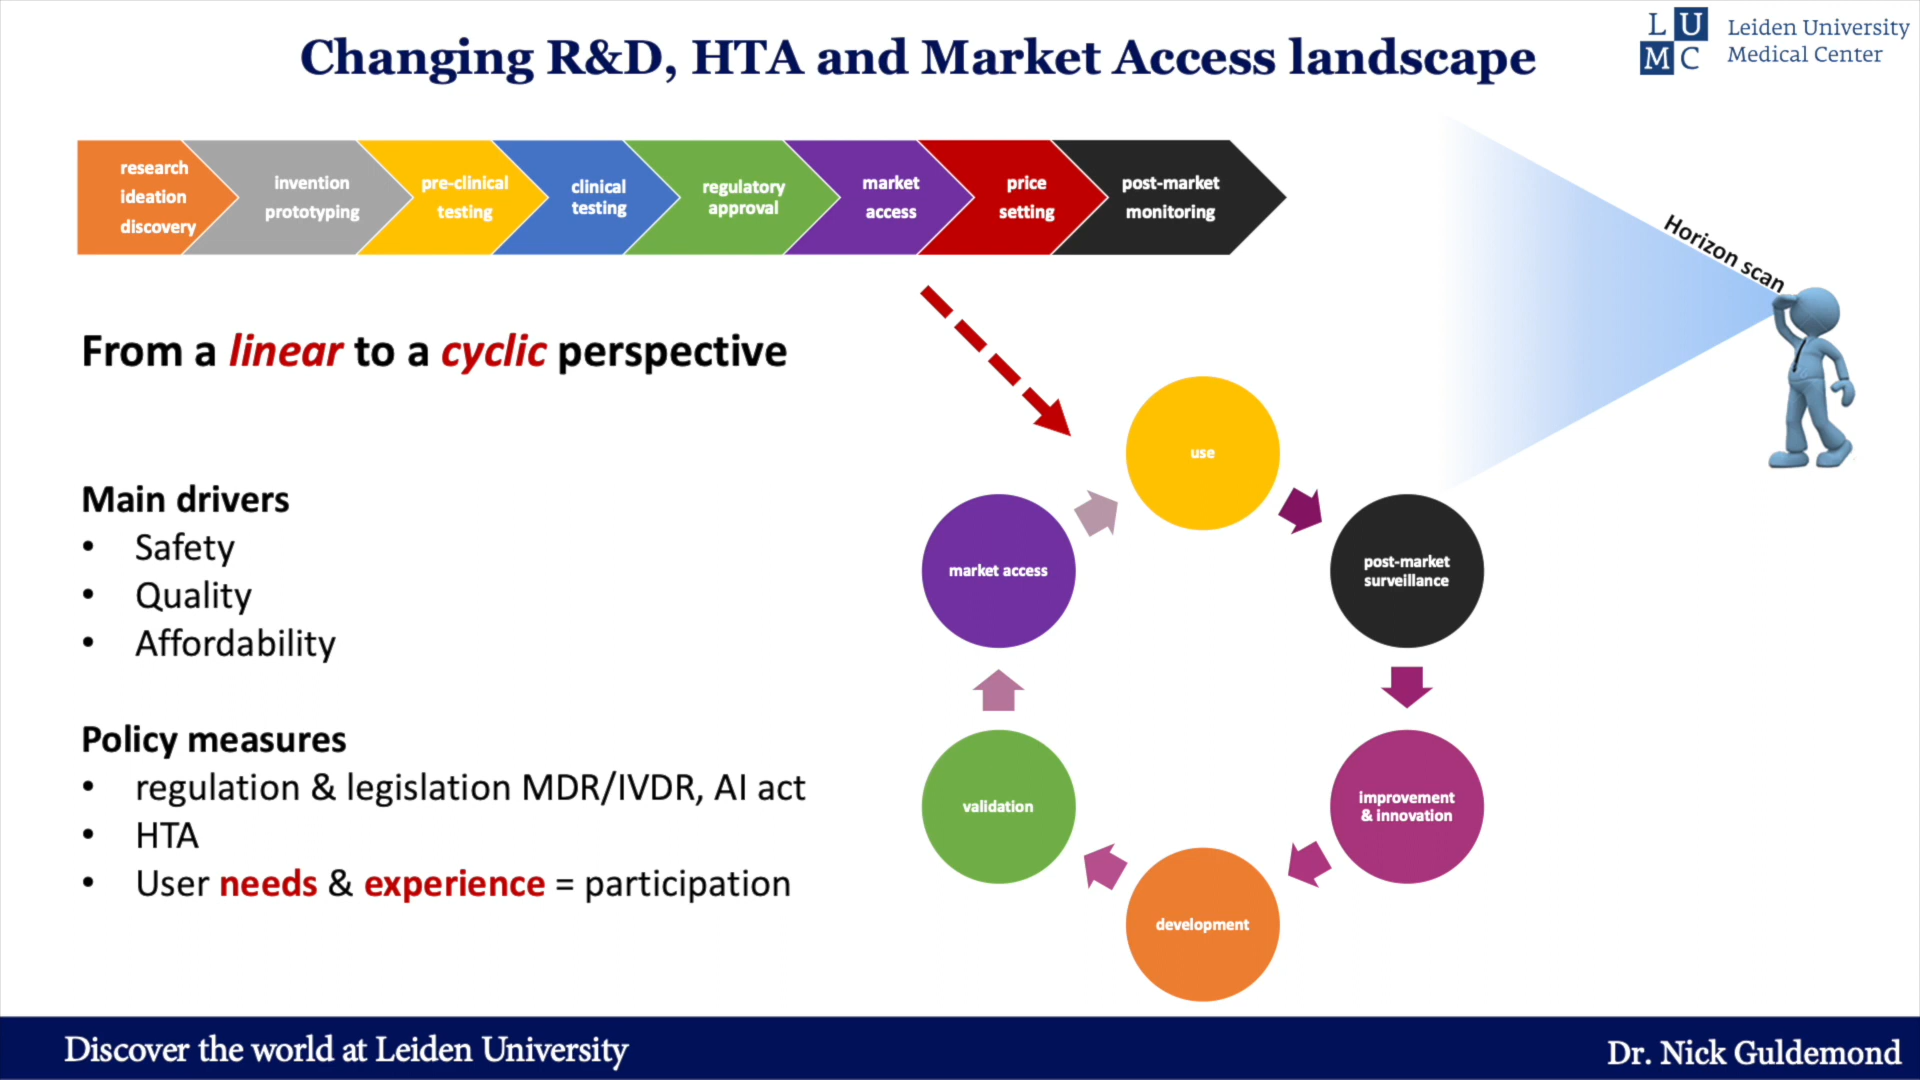 Changing R&D, HTA and Market Access landscape
L U
M C
Leiden University
Medical Center
research
ideation
discovery
invention
prototyping
pre-clinical
testing
clinical
testing
regulatory
approval
market
access
price
setting
post-market
monitoring
Horizon scan
From a linear to a cyclic perspective
Main drivers
• Safety
• Quality
• Affordability
Policy measures
• regulation & legislation MDR/IVDR, AI act
• HTA
• User needs & experience = participation
use
post-market
surveillance
improvement
& innovation
development
validation
market access
Discover the world at Leiden University
Dr. Nick Guldemond